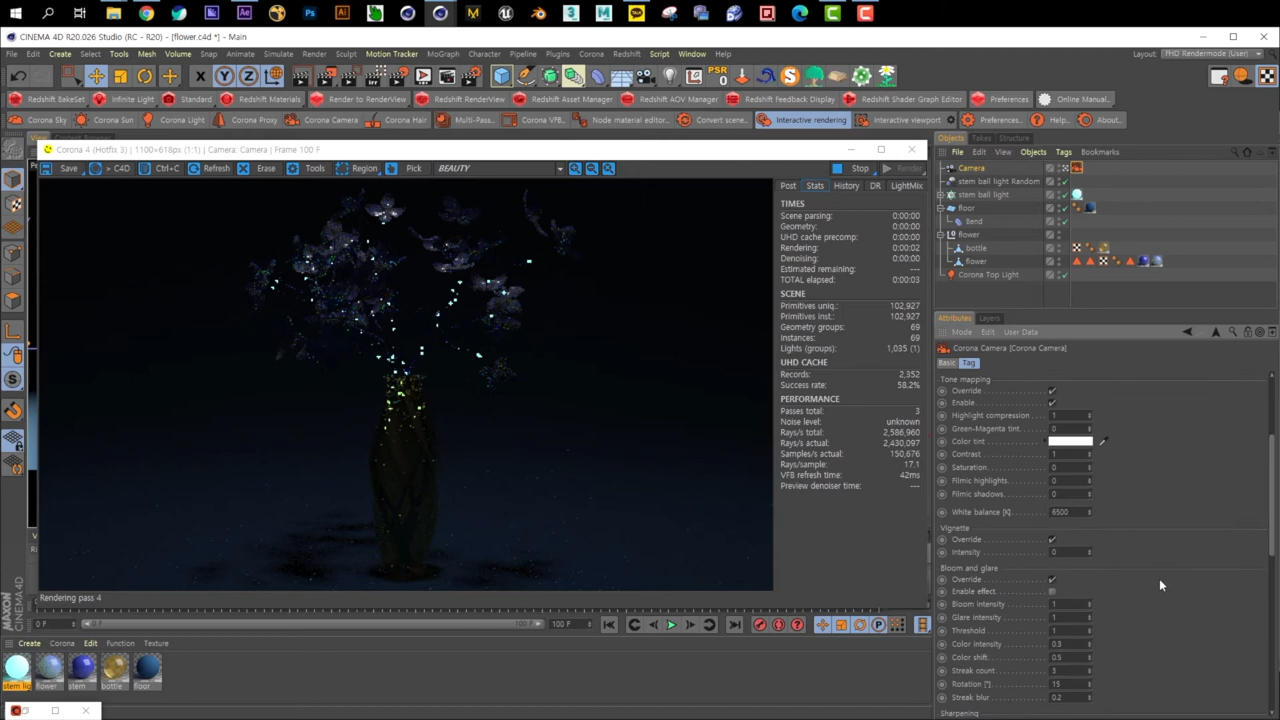 CINEMA 4D R20.026 Studio (RC - R20) - [flower.c4d *] - Main
File Edit Create Select Tools Mesh Volume Snap Animate Simulate Render Sculpt Motion Tracker MoGraph Character Pipeline Plugins Corona Redshift Script Window Help Layout: FHD Rendermode (User)
X Y Z PSR 0
Redshift BakeSet Infinite Light Standard Redshift Materials Render to RenderView Redshift RenderView Redshift Asset Manager Redshift AOV Manager Redshift Feedback Display Redshift Shader Graph Editor Preferences Online Manual...
Corona Sky Corona Sun Corona Light Corona Proxy Corona Camera Corona Hair Multi-Pass... Corona VFB... Node material editor... Convert scene... Interactive rendering Interactive viewport Preferences... Help... About...
Objects Takes Structure
File Edit View Objects Tags Bookmarks
Corona 4 (Hotfix 3) | 1100×618px (1:1) | Camera: Camera | Frame 100 F
Save > C4D Ctrl+C Refresh Erase Tools Region Pick BEAUTY Stop Render
Post Stats History DR LightMix
TIMES
Scene parsing: 0:00:00
Geometry: 0:00:00
UHD cache precomp: 0:00:00
Rendering: 0:00:02
Denoising: 0:00:00
Estimated remaining: ---
TOTAL elapsed: 0:00:03
SCENE
Primitives uniq.: 102,927
Primitives inst.: 102,927
Geometry groups: 69
Instances: 69
Lights (groups): 1,035 (1)
UHD CACHE
Records: 2,352
Success rate: 58.2%
PERFORMANCE
Passes total: 3
Noise level: unknown
Rays/s total: 2,586,960
Rays/s actual: 2,430,097
Samples/s actual: 150,676
Rays/sample: 17.1
VFB refresh time: 42ms
Preview denoiser time: ---
Rendering pass 4
Camera
stem ball light Random
stem ball light
floor
Bend
flower
bottle
flower
Corona Top Light
Attributes Layers
Mode Edit User Data
Corona Camera [Corona Camera]
Basic Tag
Tone mapping
Override
Enable
Highlight compression 1
Green-Magenta tint 0
Color tint
Contrast 1
Saturation 0
Filmic highlights 0
Filmic shadows 0
White balance [K] 6500
Vignette
Override
Intensity 0
Bloom and glare
Override
Enable effect
Bloom intensity 1
Glare intensity 1
Threshold 1
Color intensity 0.3
Color shift 0.5
Streak count 3
Rotation [°] 15
Streak blur 0.2
Sharpening
0 F 0 F 100 F 100 F
Create Corona Edit Function Texture
stem lig flower stem bottle floor
MAXON CINEMA 4D